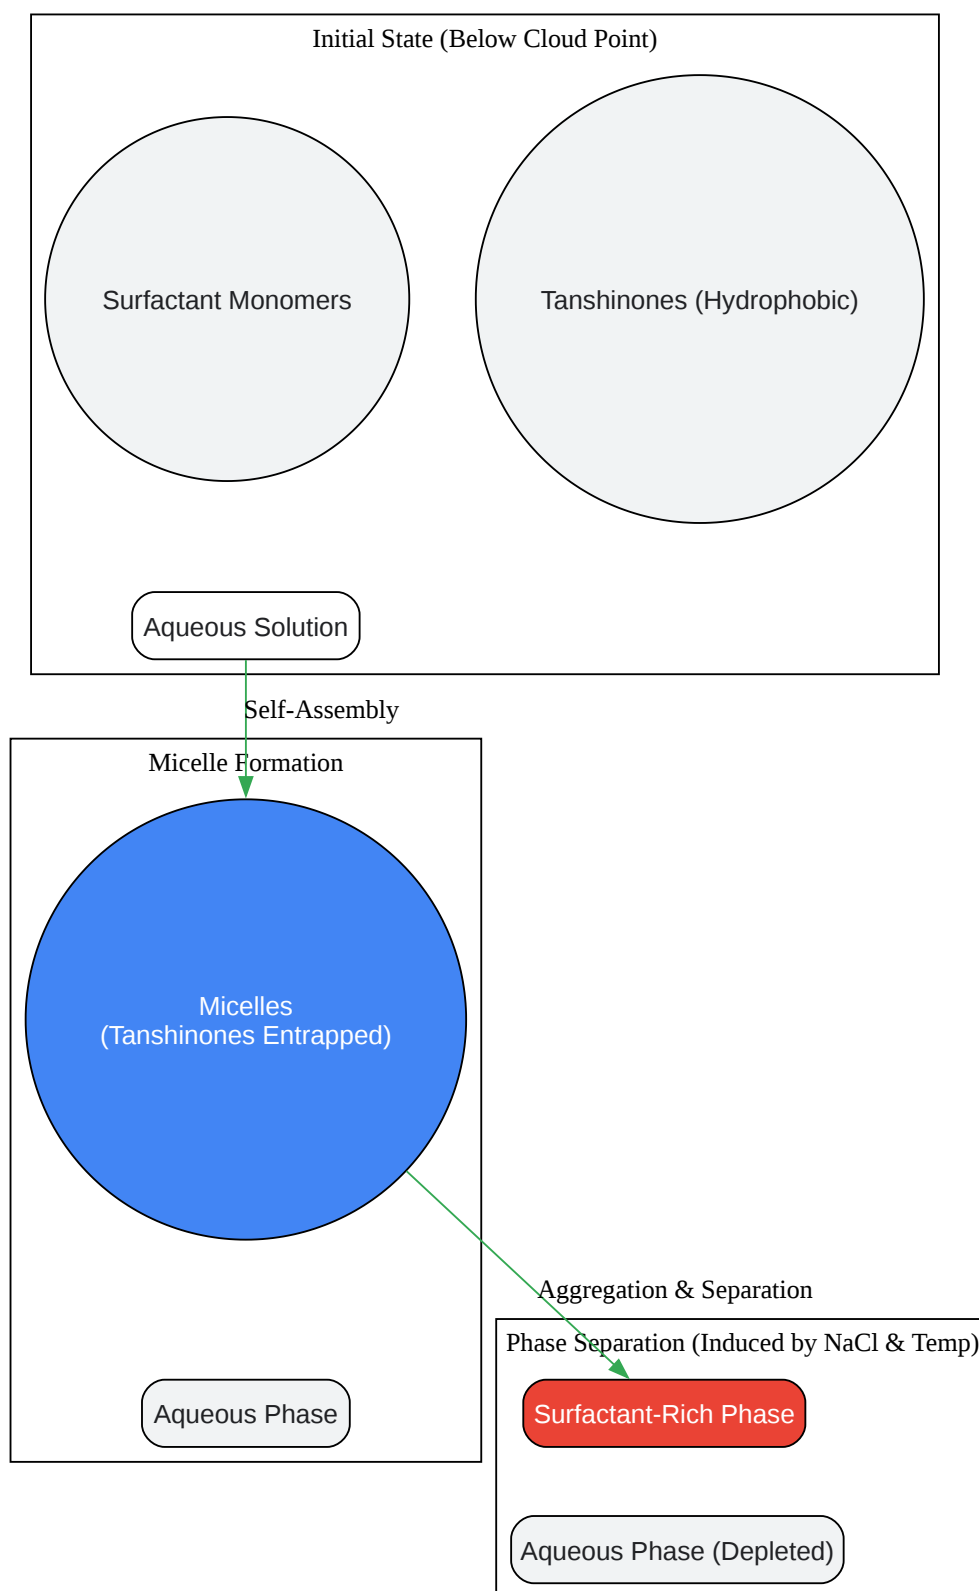 Initial State (Below Cloud Point)
Surfactant Monomers
Tanshinones (Hydrophobic)
Aqueous Solution
Self-Assembly
Micelle Formation
Micelles
(Tanshinones Entrapped)
Aggregation & Separation
Phase Separation (Induced by NaCl & Temp)
Aqueous Phase
Surfactant-Rich Phase
Aqueous Phase (Depleted)